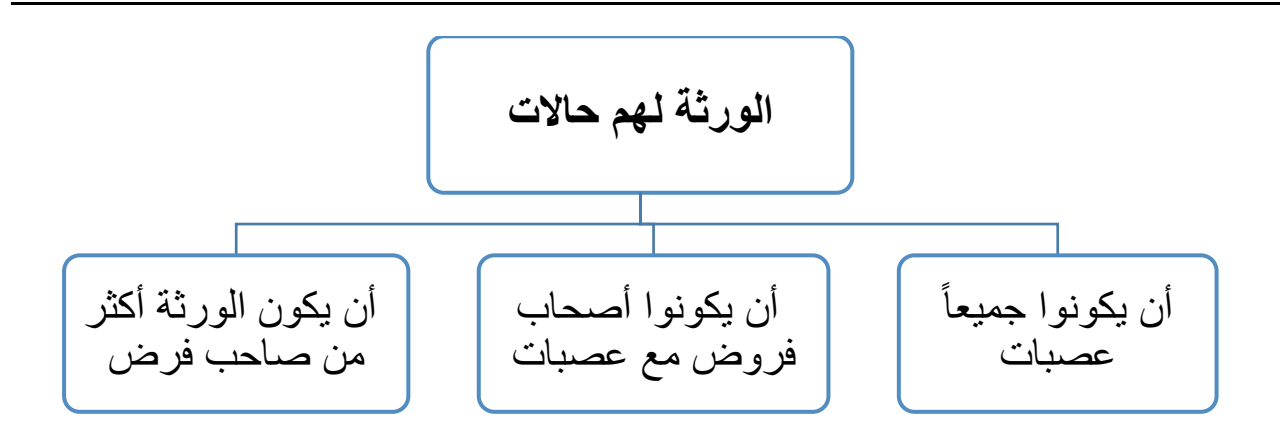 الورثة لهم حالات
أن يكونوا جميعاً
عصبات
أن يكونوا أصحاب
فروض مع عصبات
أن يكون الورثة أكثر
من صاحب فرض